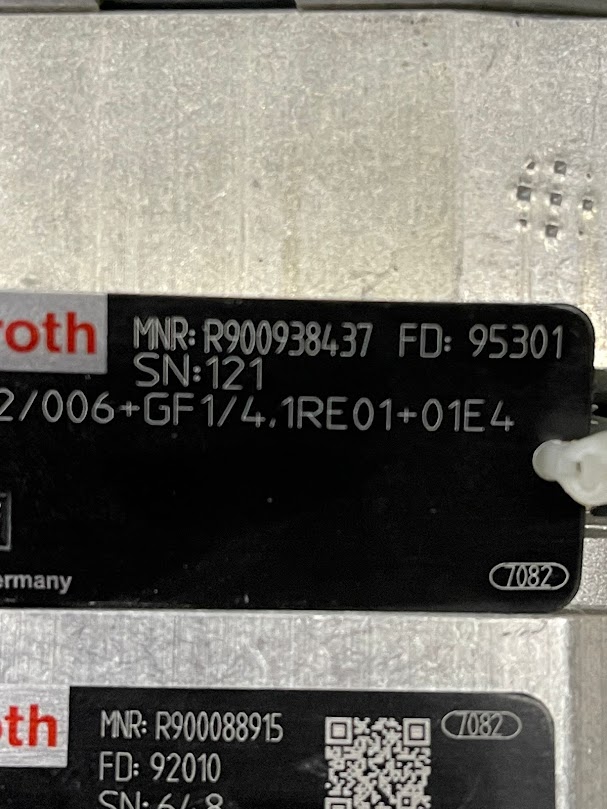 roth
MNR: R900938437 FD: 95301
SN:121
2/006+GF1/4.1RE01+01E4
ermany
7082
oth
MNR: R900088915
7082
FD: 92010